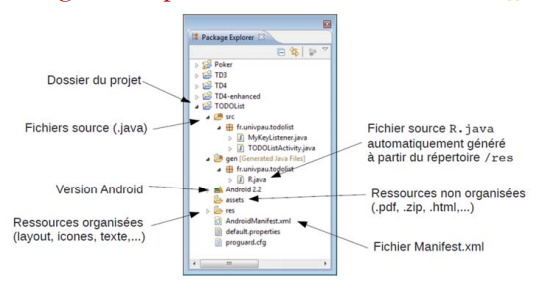 Package Explorer
Poker
TD3
TD4
TD4-enhanced
TODOList
src
fr.univpau.todolist
MyKeyListener.java
TODOListActivity.java
gen [Generated Java Files]
fr.univpau.todolist
R.java
Android 2.2
assets
res
AndroidManifest.xml
default.properties
proguard.cfg
Dossier du projet
Fichiers source (.java)
Version Android
Ressources organisées
(layout, icones, texte,...)
Fichier source R.java
automatiquement généré
à partir du répertoire /res
Ressources non organisées
(.pdf, .zip, .html,...)
Fichier Manifest.xml